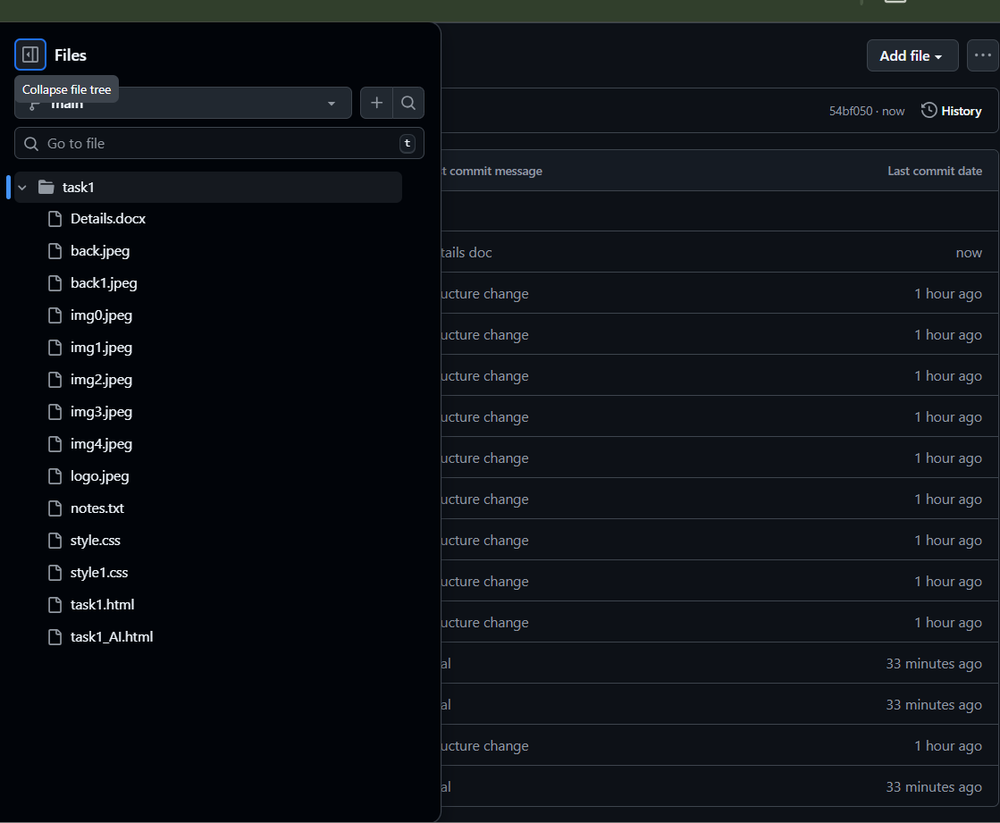 Files
Add file
Collapse file tree
main
54bf050 · now
History
Go to file
t
t commit message
Last commit date
task1
Details.docx
tails doc
now
back.jpeg
ucture change
1 hour ago
back1.jpeg
ucture change
1 hour ago
img0.jpeg
ucture change
1 hour ago
img1.jpeg
ucture change
1 hour ago
img2.jpeg
ucture change
1 hour ago
img3.jpeg
ucture change
1 hour ago
img4.jpeg
ucture change
1 hour ago
logo.jpeg
ucture change
1 hour ago
notes.txt
ucture change
1 hour ago
style.css
al
33 minutes ago
style1.css
al
33 minutes ago
task1.html
ucture change
1 hour ago
task1_AI.html
al
33 minutes ago